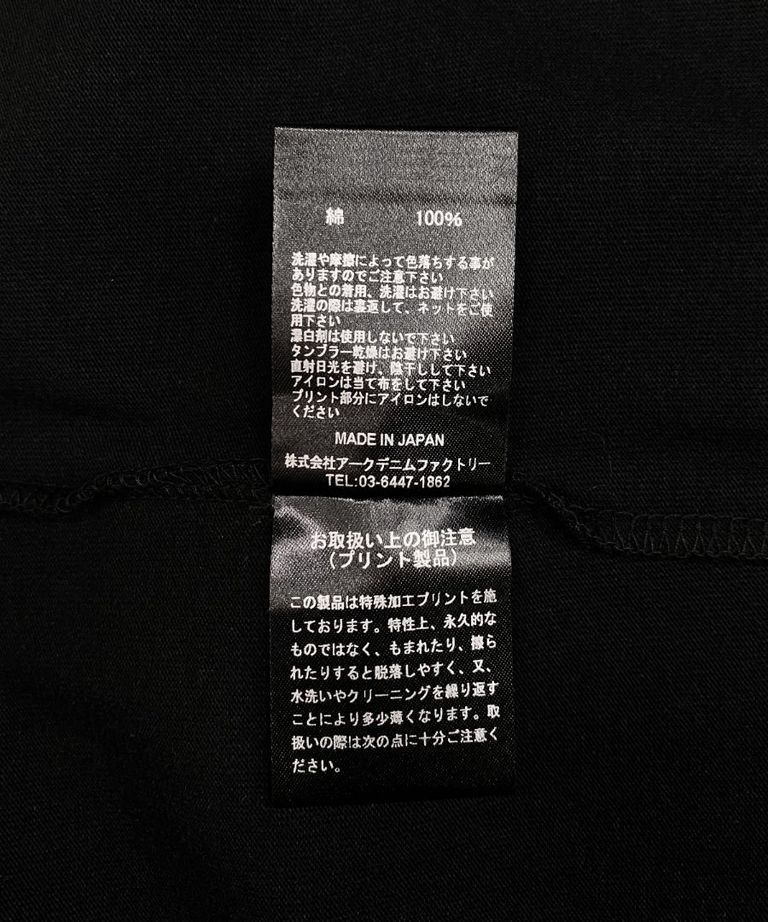 綿 100%
洗濯や摩擦によって色落ちする事が
ありますのでご注意下さい
色物との着用、洗濯はお避け下さい
洗濯の際は裏返して、ネットをご使
用下さい
漂白剤は使用しないで下さい
タンブラー乾燥はお避け下さい
直射日光を避け、陰干しして下さい
アイロンは当て布をして下さい
プリント部分にアイロンはしないで
ください
MADE IN JAPAN
株式会社アークデニムファクトリー
TEL:03-6447-1862
お取扱い上の御注意
(プリント製品)
この製品は特殊加工プリントを施
しております。特性上、永久的な
ものではなく、もまれたり、擦ら
れたりすると脱落しやすく、又、
水洗いやクリーニングを繰り返す
ことにより多少薄くなります。取
扱いの際は次の点に十分ご注意く
ださい。